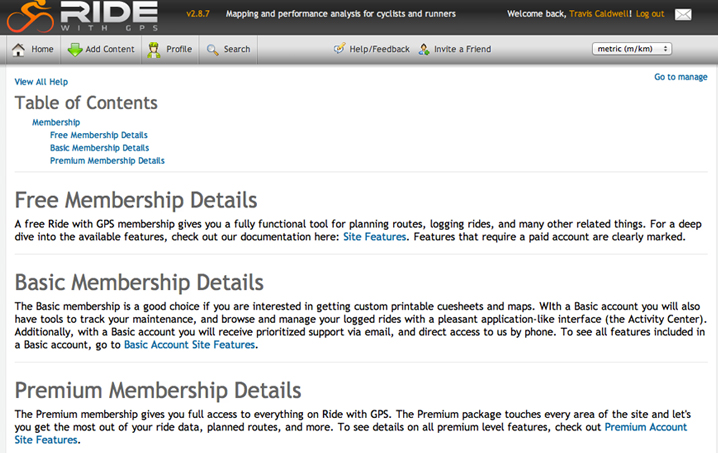 RIDE
WITH GPS
v2.8.7
Mapping and performance analysis for cyclists and runners
Welcome back, Travis Caldwell! Log out
Home
Add Content
Profile
Search
Help/Feedback
Invite a Friend
metric (m/km)
View All Help
Go to manage
Table of Contents
Membership
Free Membership Details
Basic Membership Details
Premium Membership Details
Free Membership Details
A free Ride with GPS membership gives you a fully functional tool for planning routes, logging rides, and many other related things. For a deep
dive into the available features, check out our documentation here: Site Features. Features that require a paid account are clearly marked.
Basic Membership Details
The Basic membership is a good choice if you are interested in getting custom printable cuesheets and maps. WIth a Basic account you will also
have tools to track your maintenance, and browse and manage your logged rides with a pleasant application-like interface (the Activity Center).
Additionally, with a Basic account you will receive prioritized support via email, and direct access to us by phone. To see all features included in
a Basic account, go to Basic Account Site Features.
Premium Membership Details
The Premium membership gives you full access to everything on Ride with GPS. The Premium package touches every area of the site and let's
you get the most out of your ride data, planned routes, and more. To see details on all premium level features, check out Premium Account
Site Features.